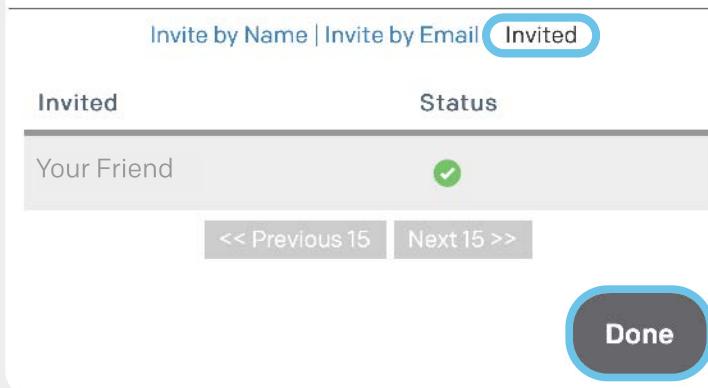 Invite by Name | Invite by Email Invited
Invited Status
Your Friend
<< Previous 15 Next 15 >>
Done